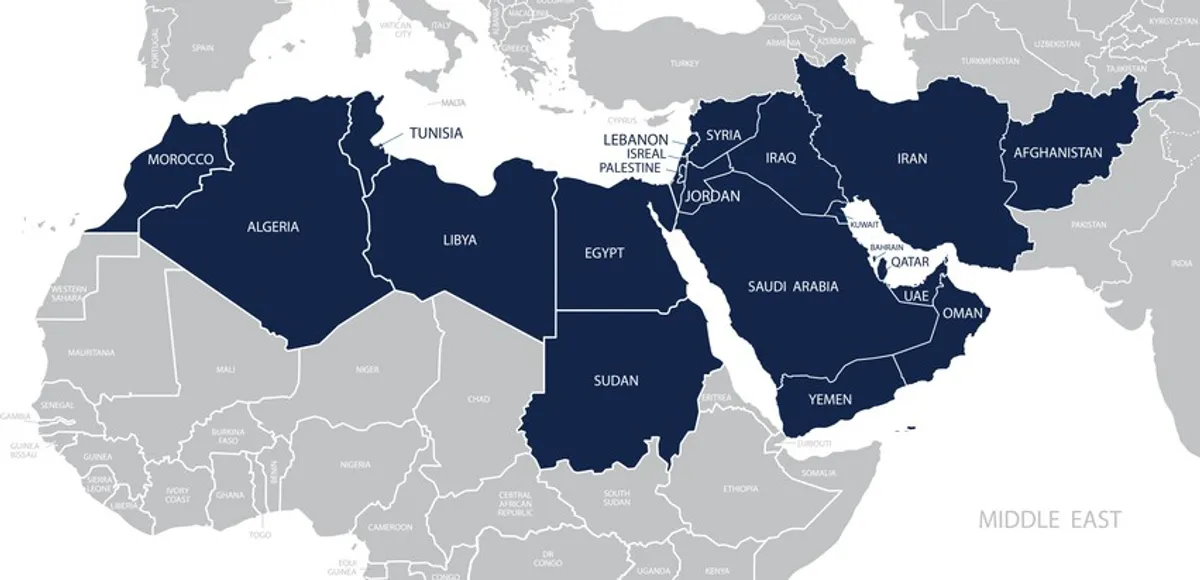 PORTUGAL
SPAIN
VATICAN
CITY
ITALY
ALBANIA
MACEDONIA
GREECE
TURKEY
GEORGIA
ARMENIA
AZERBAIJAN
TURKMENISTAN
UZBEKISTAN
KYRGYZSTAN
TAJIKISTAN
MALTA
CYPRUS
TUNISIA
LEBANON
ISREAL
PALESTINE
SYRIA
IRAQ
IRAN
AFGHANISTAN
MOROCCO
JORDAN
ALGERIA
LIBYA
EGYPT
KUWAIT
BAHRAIN
QATAR
SAUDI ARABIA
UAE
OMAN
PAKISTAN
INDIA
WESTERN
SAHARA
MAURITANIA
MALI
NIGER
CHAD
SUDAN
YEMEN
ERITREA
DJIBOUTI
SENEGAL
GAMBIA
GUINEA
BISSAU
GUINEA
SIERRA
LEONE
LIBERIA
IVORY
COAST
BURKINA
FASO
GHANA
TOGO
BENIN
NIGERIA
CAMEROON
EQUI
GUINEA
CENTRAL
AFRICAN
REPUBLIC
SOUTH
SUDAN
ETHIOPIA
SOMALIA
CONGO
DR
CONGO
UGANDA
KENYA
MIDDLE EAST